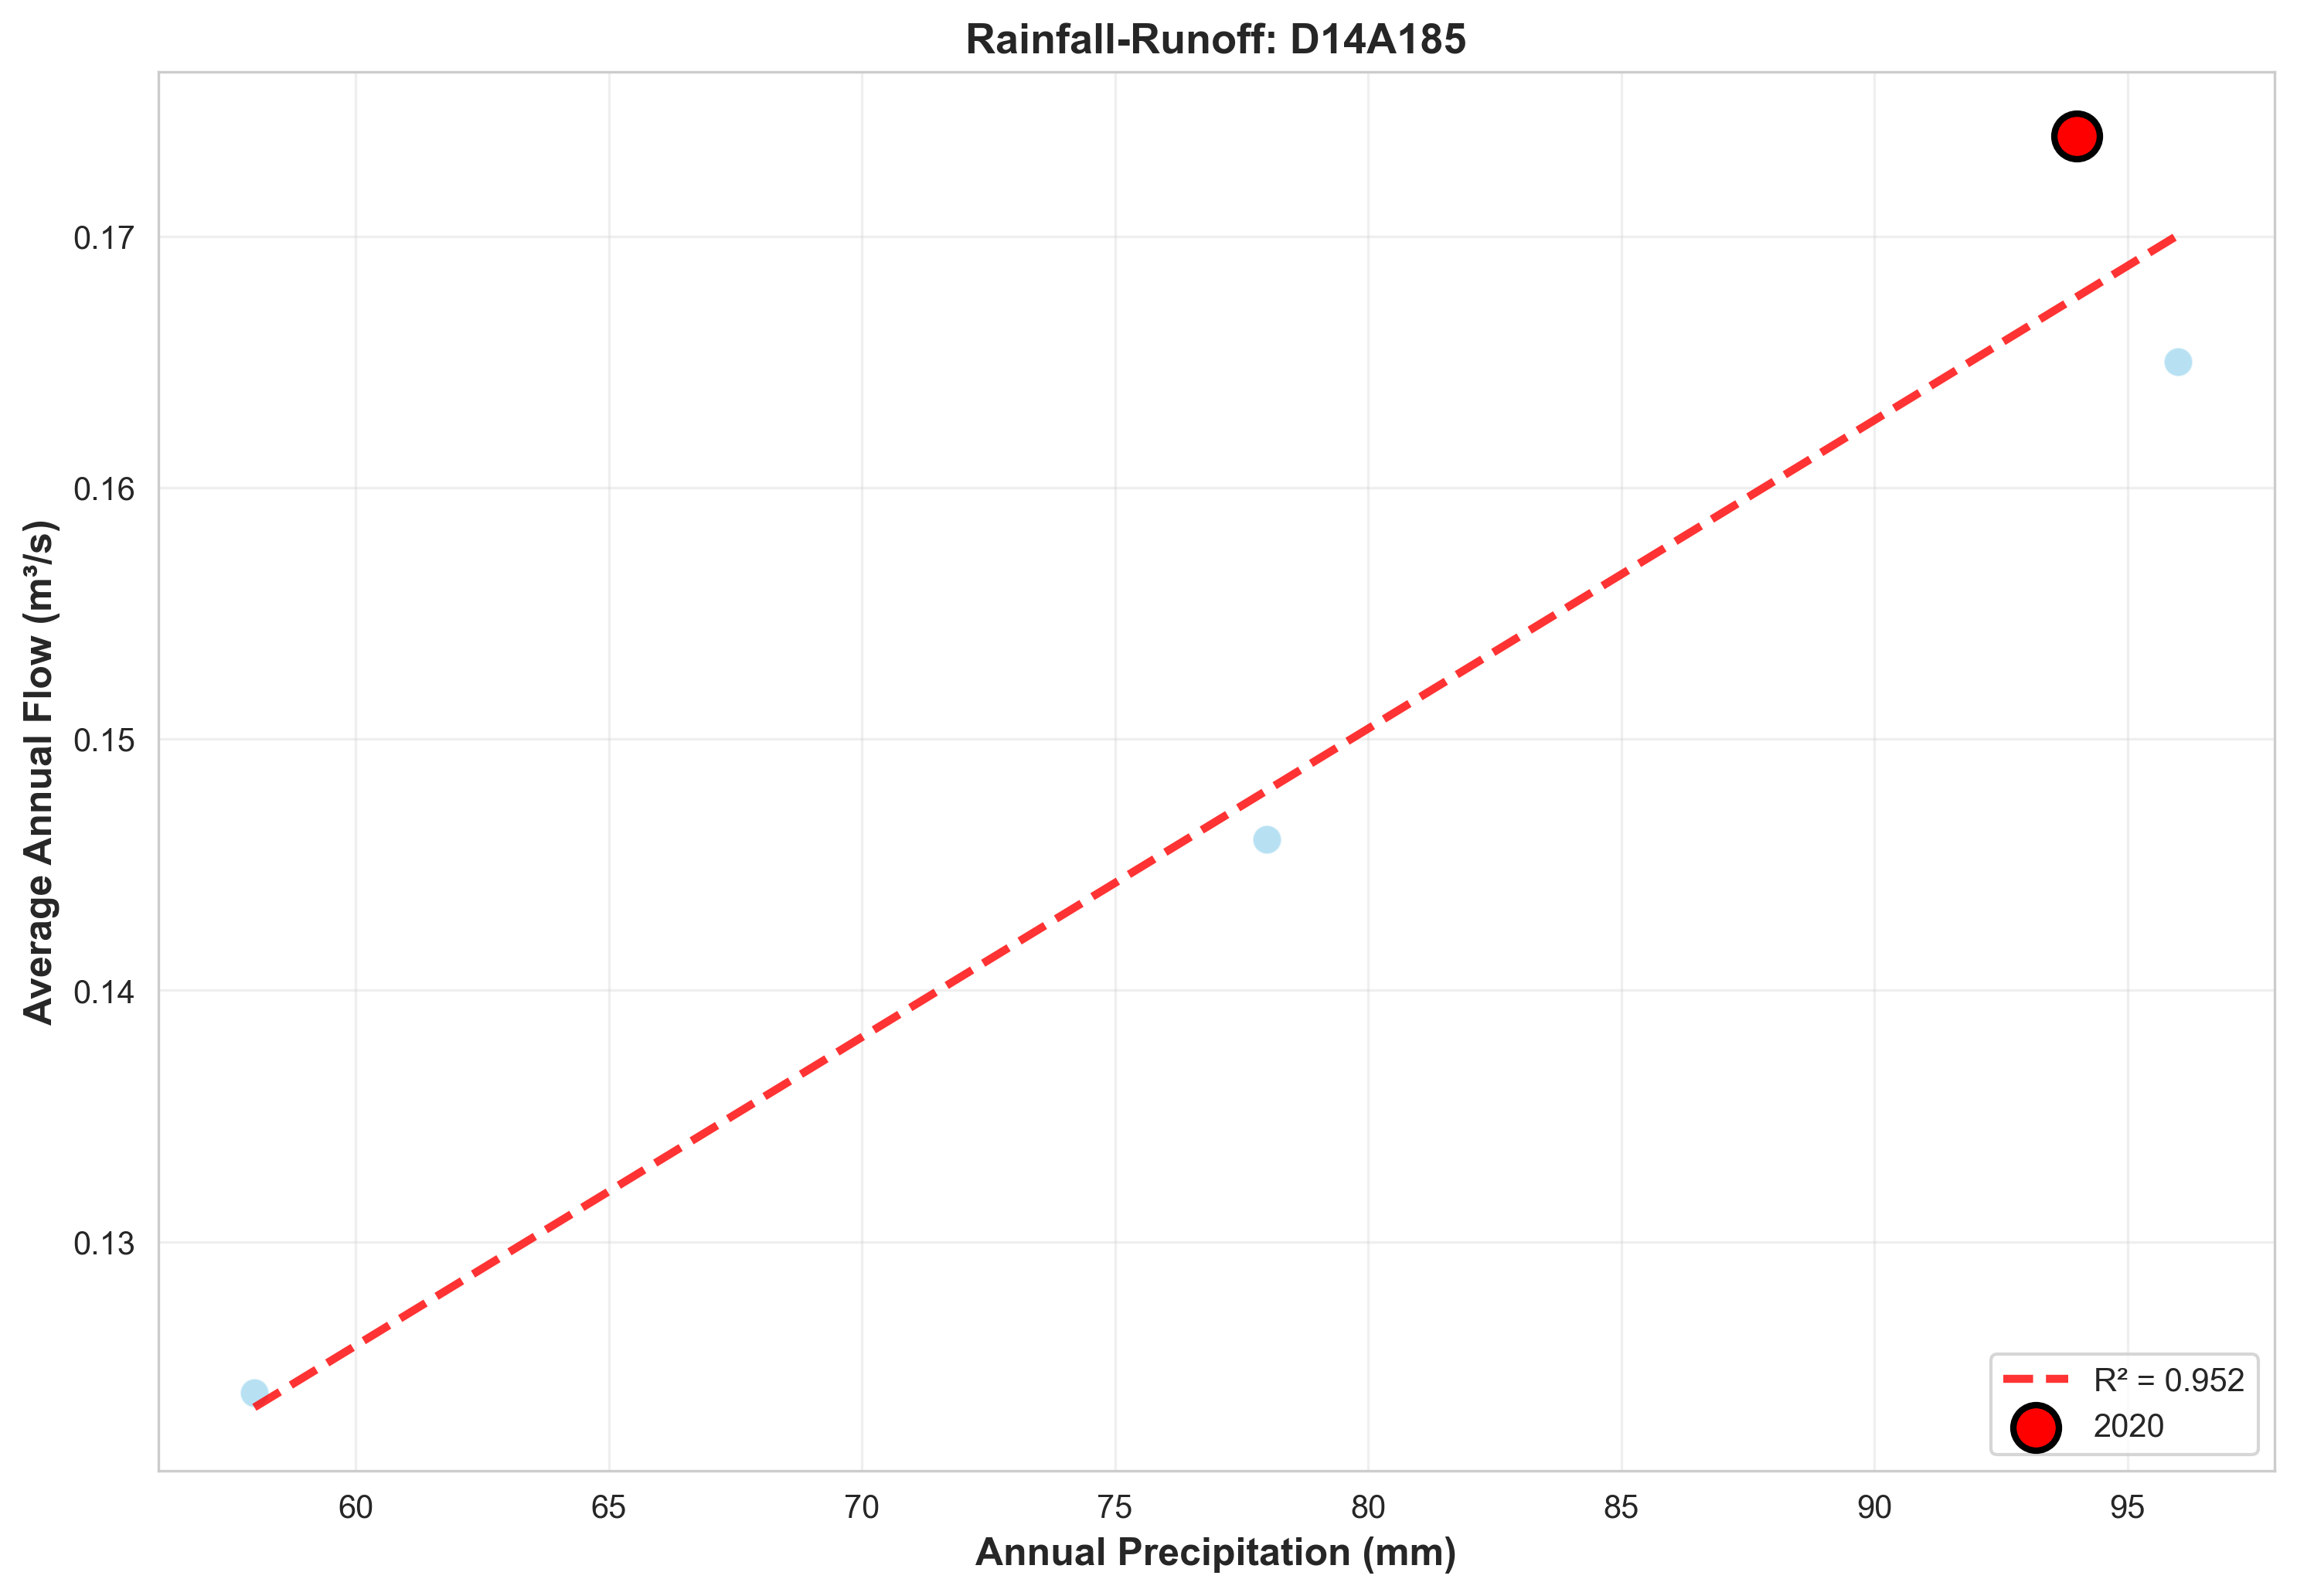 Rainfall-Runoff: D14A185
Average Annual Flow (m³/s)
0.17
0.16
0.15
0.14
0.13
60 65 70 75 80 85 90 95
Annual Precipitation (mm)
R² = 0.952
2020